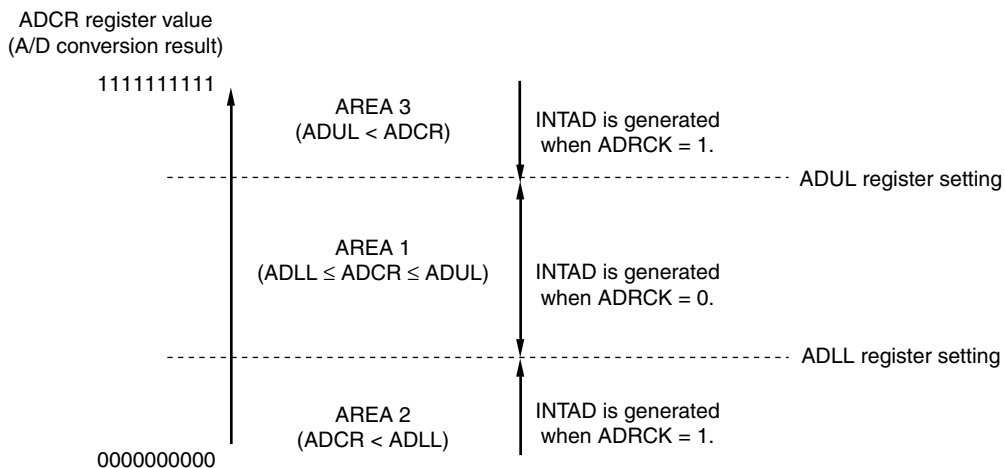 ADCR register value
(A/D conversion result)
1111111111
AREA 3
(ADUL < ADCR)
INTAD is generated
when ADRCK = 1.
ADUL register setting
AREA 1
(ADLL ≤ ADCR ≤ ADUL)
INTAD is generated
when ADRCK = 0.
ADLL register setting
AREA 2
(ADCR < ADLL)
INTAD is generated
when ADRCK = 1.
0000000000